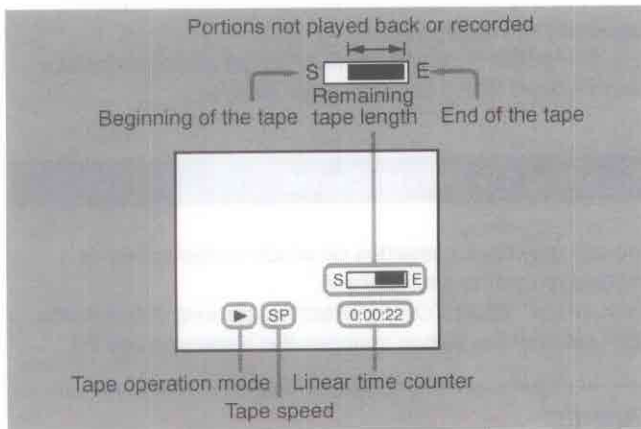 Portions not played back or recorded
S E
Remaining
Beginning of the tape tape length End of the tape
S E
▶ SP 0:00:22
Tape operation mode Linear time counter
Tape speed